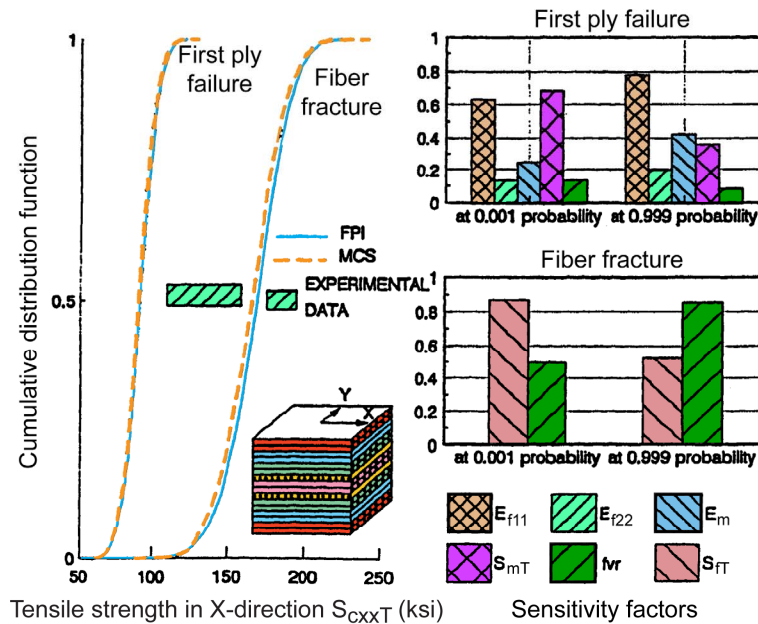 First ply failure
1
First ply
failure
Fiber
fracture
Cumulative distribution function
0.5
0
FPI
MCS
EXPERIMENTAL
DATA
Y
X
50
100
150
200
250
Tensile strength in X-direction ScxxT (ksi)
1
0.8
0.6
0.4
0.2
0
at 0.001 probability
at 0.999 probability
Fiber fracture
1
0.8
0.6
0.4
0.2
0
at 0.001 probability
at 0.999 probability
Ef11
Ef22
Em
SmT
fvr
SfT
Sensitivity factors